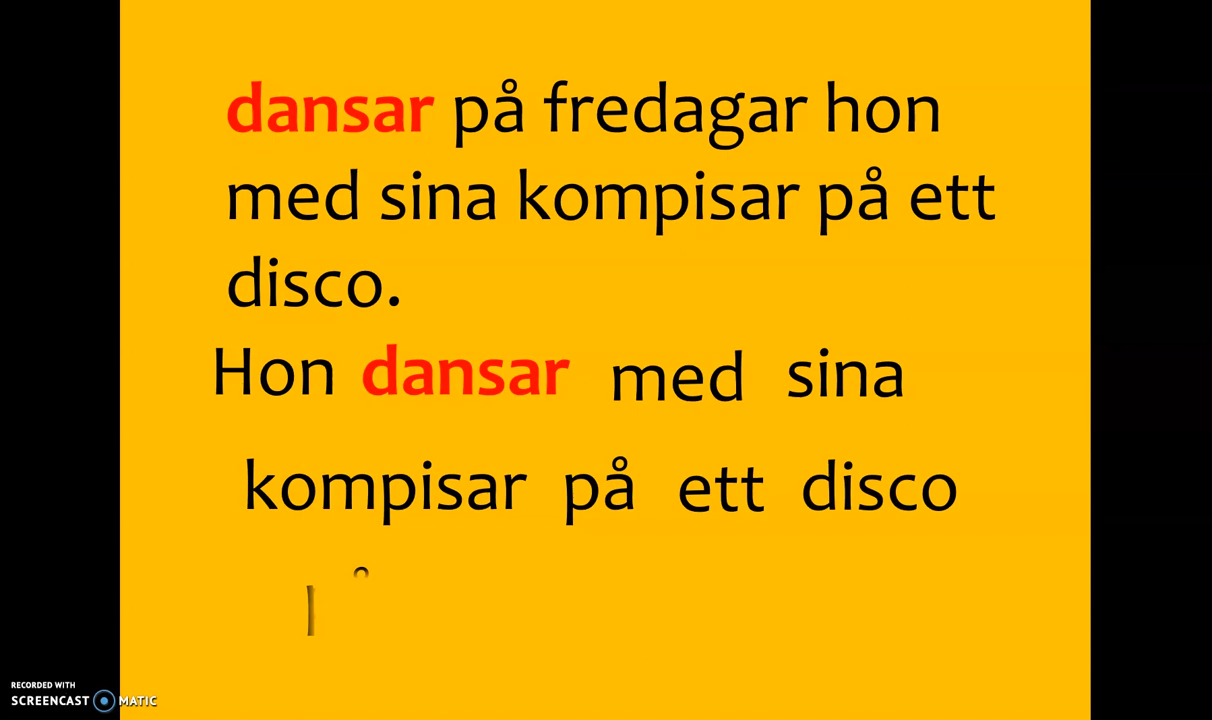 dansar på fredagar hon
med sina kompisar på ett
disco.
Hon dansar med sina
kompisar på ett disco
RECORDED WITH
SCREENCAST MATIC